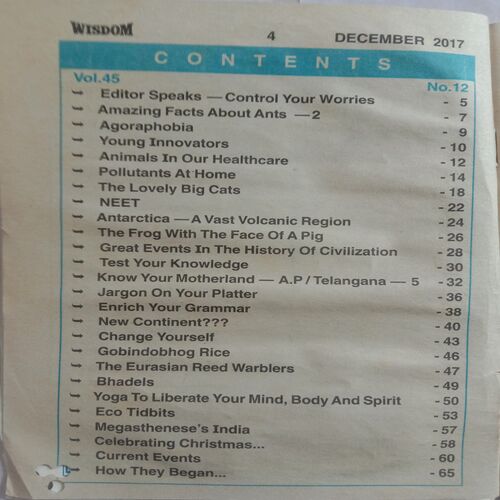 WISDOM 4 DECEMBER 2017
CONTENTS
Vol.45 No.12
Editor Speaks — Control Your Worries - 5
Amazing Facts About Ants — 2 - 7
Agoraphobia - 9
Young Innovators - 10
Animals In Our Healthcare - 12
Pollutants At Home - 14
The Lovely Big Cats - 18
NEET - 22
Antarctica — A Vast Volcanic Region - 24
The Frog With The Face Of A Pig - 26
Great Events In The History Of Civilization - 28
Test Your Knowledge - 30
Know Your Motherland — A.P / Telangana — 5 - 32
Jargon On Your Platter - 36
Enrich Your Grammar - 38
New Continent??? - 40
Change Yourself - 43
Gobindobhog Rice - 46
The Eurasian Reed Warblers - 47
Bhadels - 49
Yoga To Liberate Your Mind, Body And Spirit - 50
Eco Tidbits - 53
Megasthenese's India - 57
Celebrating Christmas... - 58
Current Events - 60
How They Began... - 65